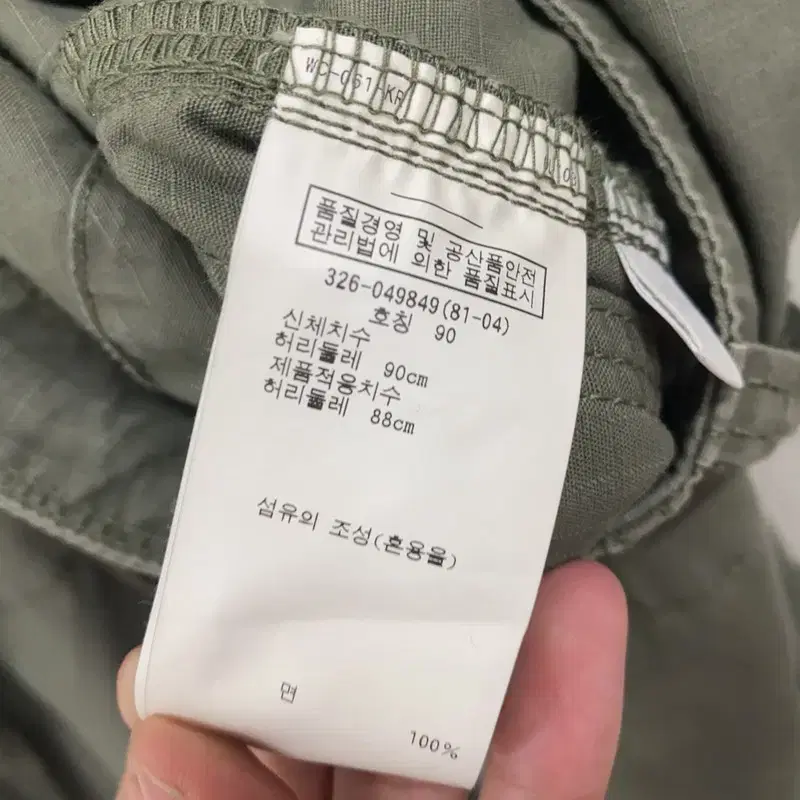 WC-061-KR
품질경영 및 공산품안전
관리법에 의한 품질표시
326-049849(81-04)
호칭 90
신체치수
허리둘레 90cm
제품적용치수
허리둘레 88cm
섬유의 조성(혼용율)
면
100%